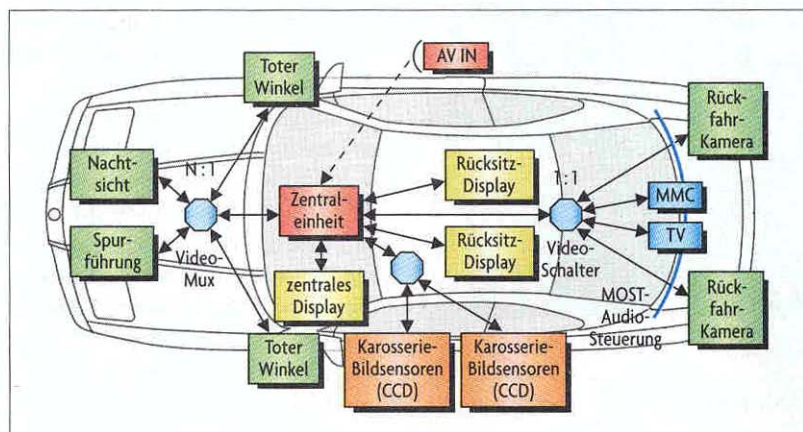 AV IN
Toter
Winkel
Rück-
fahr-
Kamera
Nacht-
sicht
N : 1
Zentral-
einheit
Rücksitz-
Display
1 : 1
MMC
TV
Spur-
führung
Video-
Mux
zentrales
Display
Rücksitz-
Display
Video-
Schalter
MOST-
Audio-
Steuerung
Rück-
fahr-
Kamera
Toter
Winkel
Karosserie-
Bildsensoren
(CCD)
Karosserie-
Bildsensoren
(CCD)